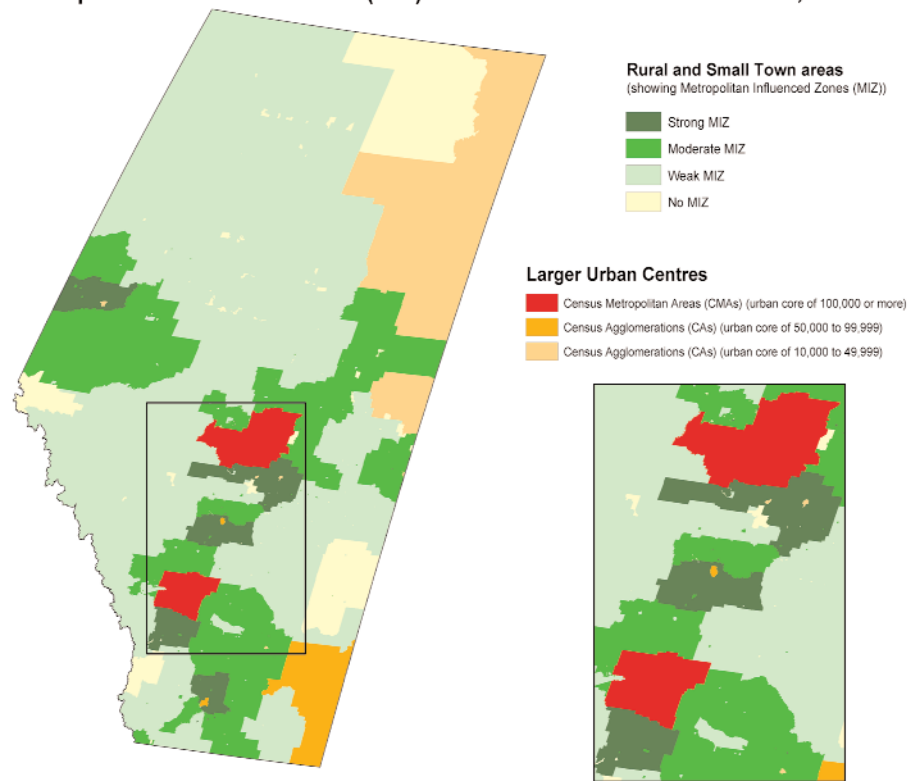 Rural and Small Town areas
(showing Metropolitan Influenced Zones (MIZ))
Strong MIZ
Moderate MIZ
Weak MIZ
No MIZ
Larger Urban Centres
Census Metropolitan Areas (CMAs) (urban core of 100,000 or more)
Census Agglomerations (CAs) (urban core of 50,000 to 99,999)
Census Agglomerations (CAs) (urban core of 10,000 to 49,999)